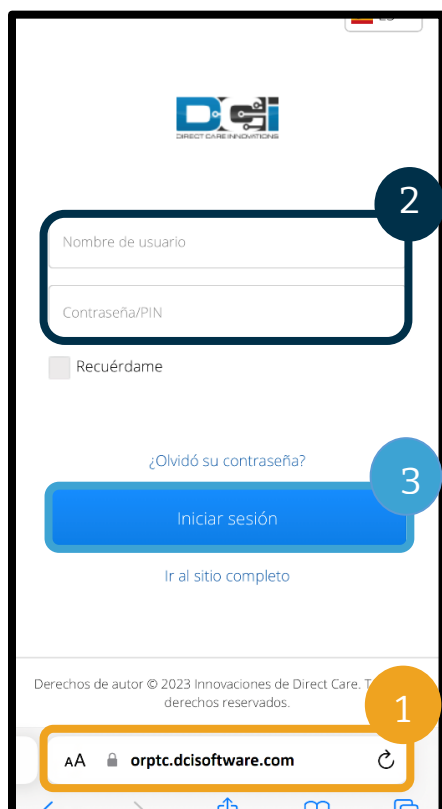 DCi
DIRECT CARE INNOVATIONS
2
Nombre de usuario
Contraseña/PIN
Recuérdame
¿Olvidó su contraseña?
3
Iniciar sesión
Ir al sitio completo
Derechos de autor © 2023 Innovaciones de Direct Care.
derechos reservados.
1
AA orptc.dcisoftware.com